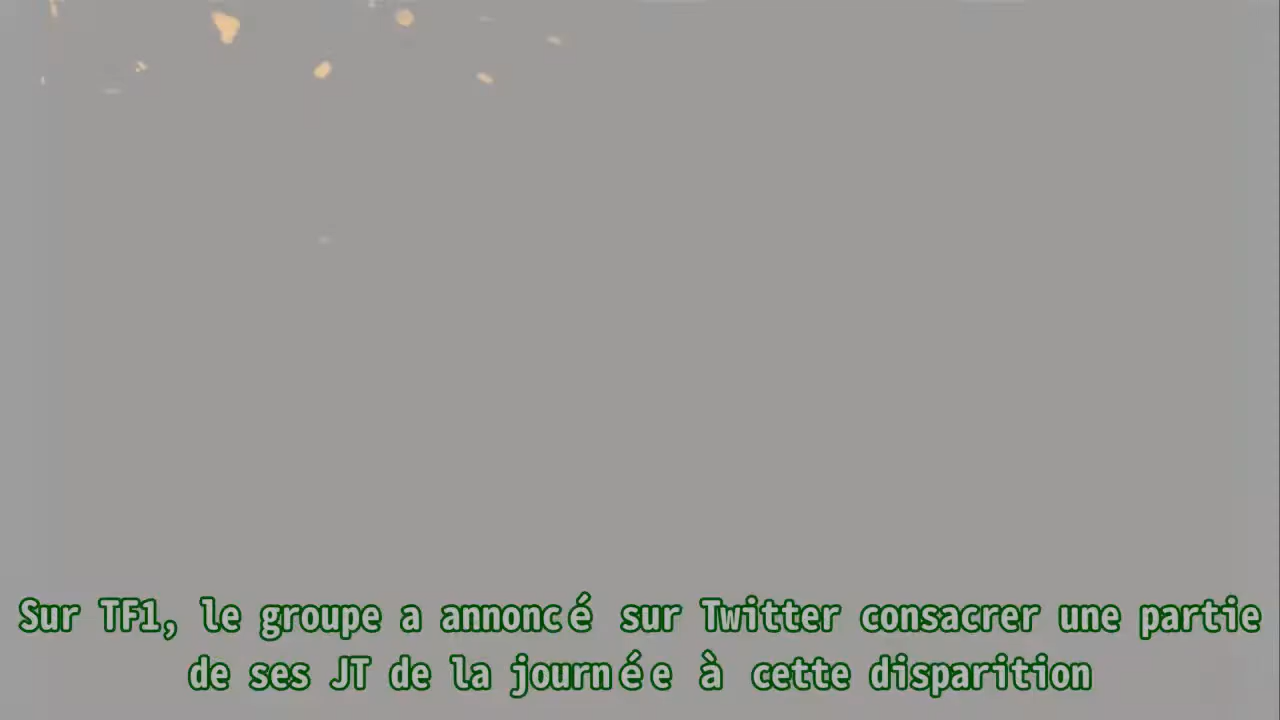 Sur TF1, le groupe a annoncé sur Twitter consacrer une partie
de ses JT de la journée à cette disparition